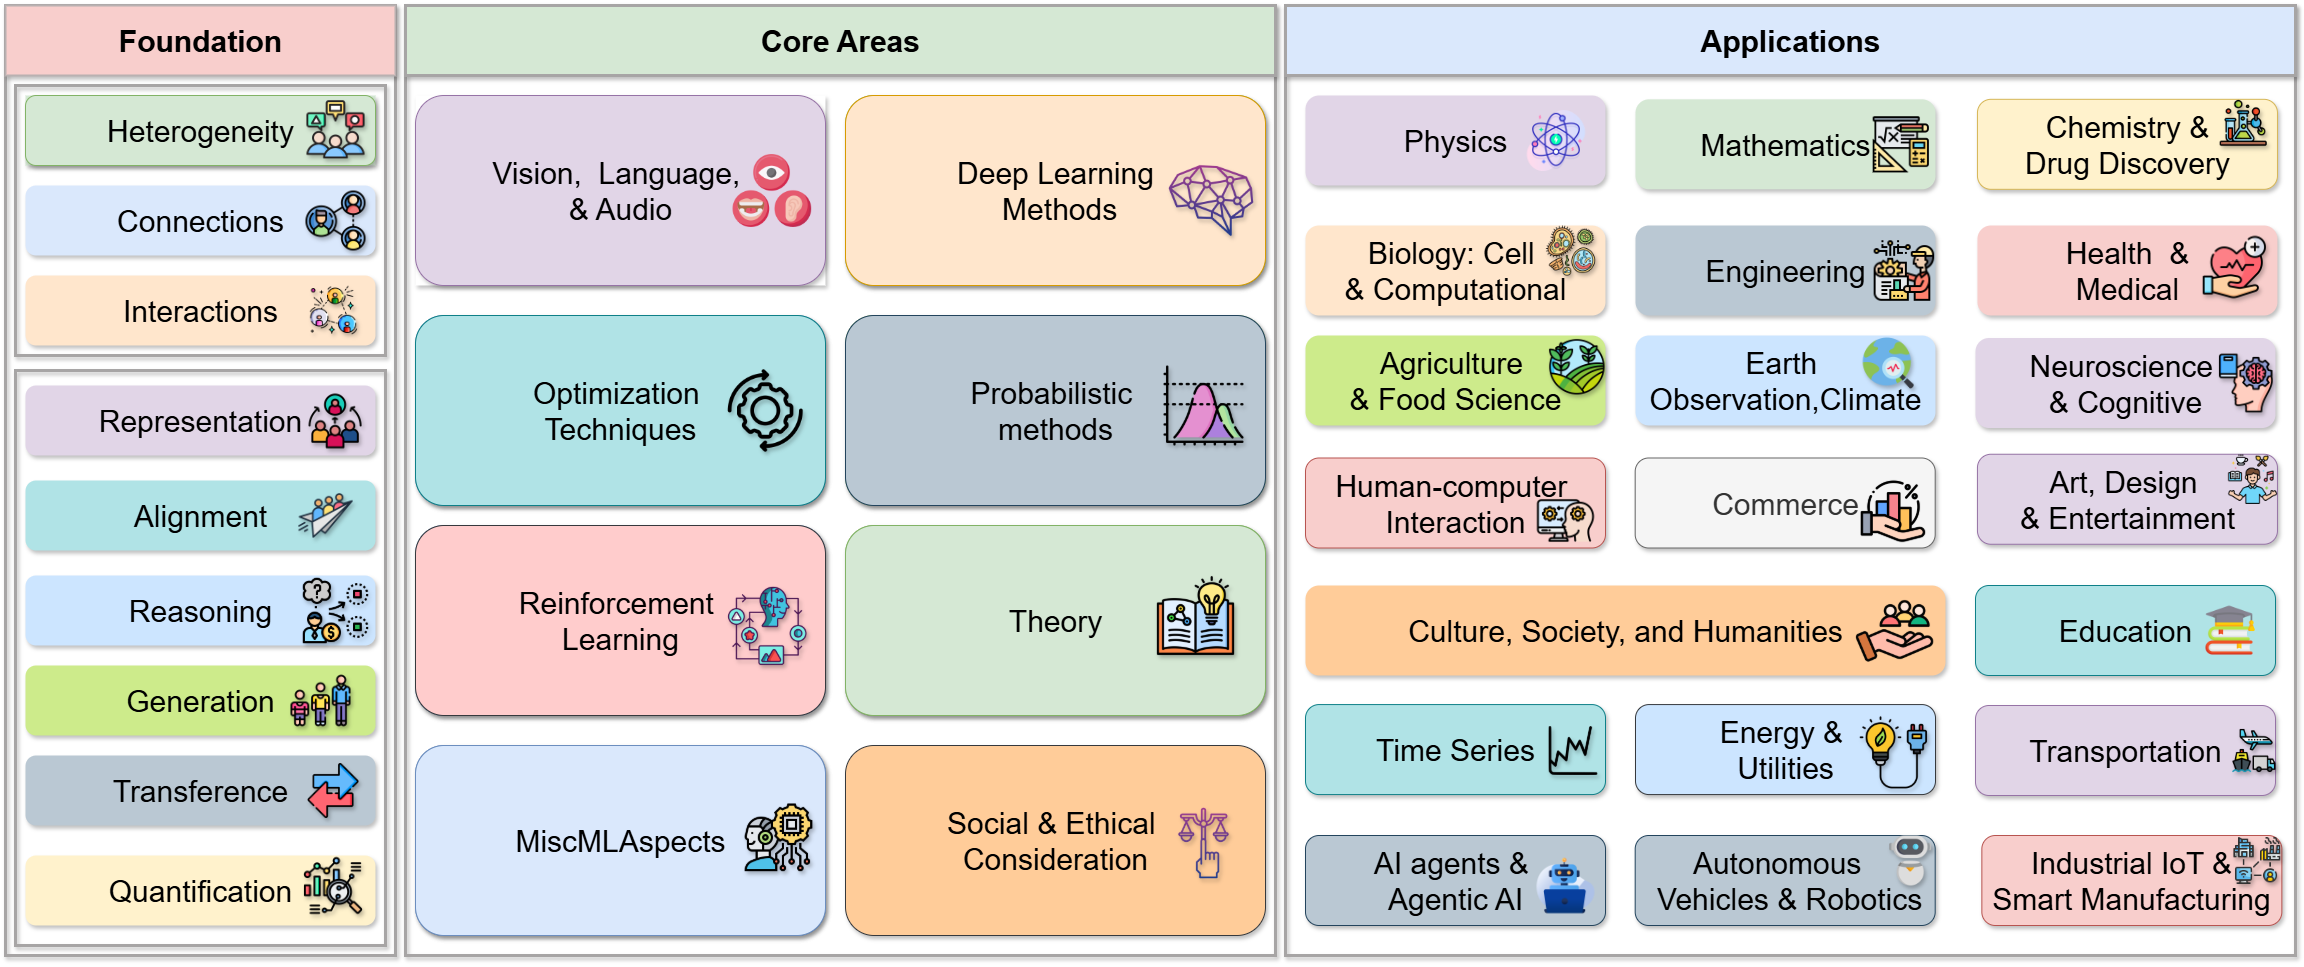 Foundation
Heterogeneity
Connections
Interactions
Representation
Alignment
Reasoning
Generation
Transference
Quantification
Core Areas
Vision, Language,
& Audio
Deep Learning
Methods
Optimization
Techniques
Probabilistic
methods
Reinforcement
Learning
Theory
MiscMLAspects
Social & Ethical
Consideration
Applications
Physics
Mathematics
Chemistry &
Drug Discovery
Biology: Cell
& Computational
Engineering
Health &
Medical
Agriculture
& Food Science
Earth
Observation,Climate
Neuroscience
& Cognitive
Human-computer
Interaction
Commerce
Art, Design
& Entertainment
Culture, Society, and Humanities
Education
Time Series
Energy &
Utilities
Transportation
AI agents &
Agentic AI
Autonomous
Vehicles & Robotics
Industrial IoT &
Smart Manufacturing